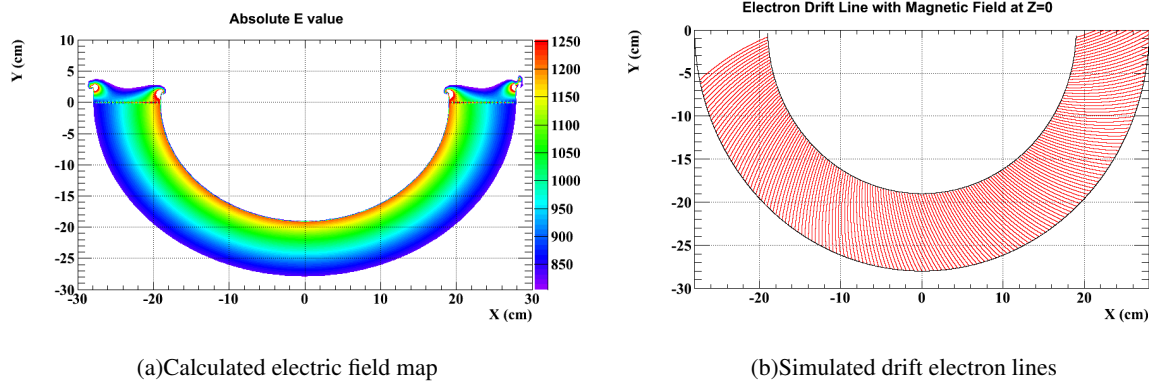 Absolute E value
Y (cm)
10
5
0
-5
-10
-15
-20
-25
-30
-30 -20 -10 0 10 20 30
X (cm)
1250
1200
1150
1100
1050
1000
950
900
850
(a)Calculated electric field map
Electron Drift Line with Magnetic Field at Z=0
Y (cm)
0
-5
-10
-15
-20
-25
-30
-20 -10 0 10 20
X (cm)
(b)Simulated drift electron lines